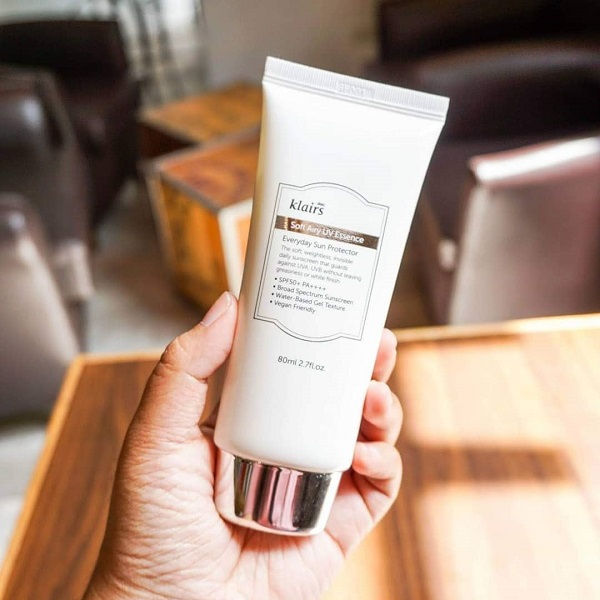 klairs
Soft Airy UV Essence
Everyday Sun Protector
The soft, weightless, invisible
daily sunscreen that guards
against UVA, UVB without leaving
greasiness or white finish
• SPF50+ PA++++
• Broad Spectrum Sunscreen
• Water-Based Gel Texture
• Vegan Friendly
80ml 2.7fl.oz.